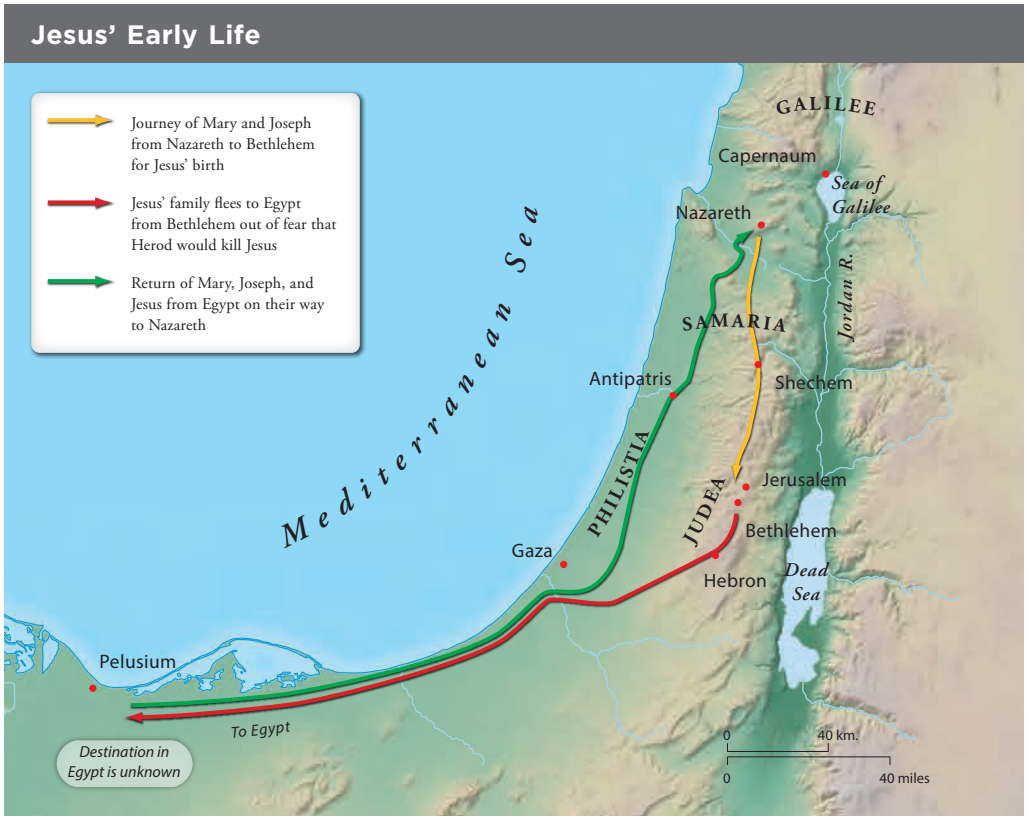 Jesus’ Early Life
Journey of Mary and Joseph
from Nazareth to Bethlehem
for Jesus’ birth
Jesus’ family flees to Egypt
from Bethlehem out of fear that
Herod would kill Jesus
Return of Mary, Joseph, and
Jesus from Egypt on their way
to Nazareth
GALILEE
Capernaum
Sea of
Galilee
Nazareth
Jordan R.
Mediterranean Sea
SAMARIA
Antipatris
Shechem
PHILISTIA
JUDEA
Jerusalem
Bethlehem
Gaza
Hebron
Dead
Sea
Pelusium
To Egypt
Destination in
Egypt is unknown
0 40 km.
0 40 miles